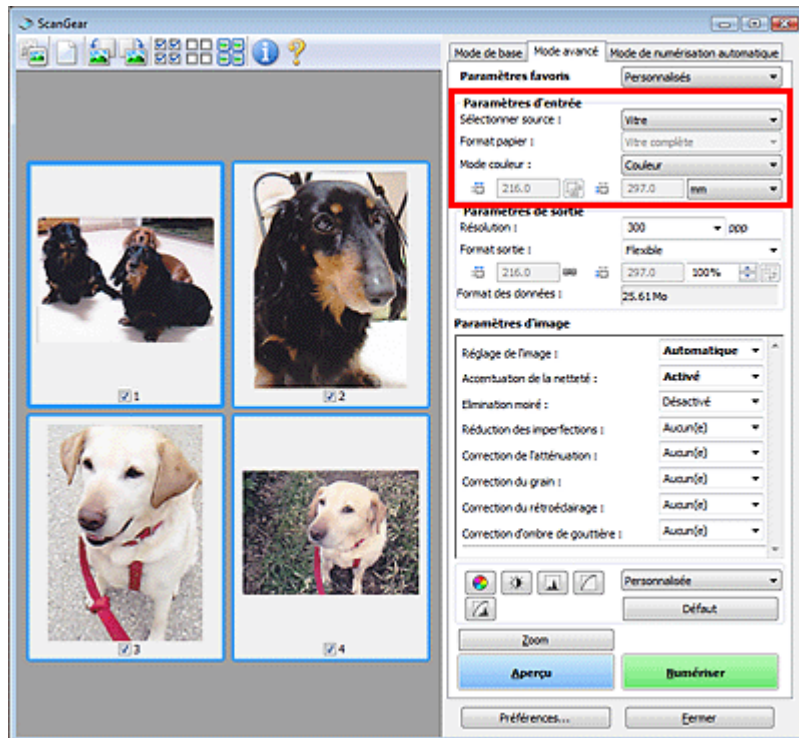 ScanGear
Mode de base Mode avancé Mode de numérisation automatique
Paramètres favoris Personnalisés
Paramètres d'entrée
Sélectionner source : Vitre
Format papier : Vitre complète
Mode couleur : Couleur
216.0 297.0 mm
Paramètres de sortie
Résolution : 300 ppp
Format sortie : Flexible
216.0 297.0 100%
Format des données : 25.61Mo
Paramètres d'image
Réglage de l'image : Automatique
Accentuation de la netteté : Activé
Elimination moiré : Désactivé
Réduction des imperfections : Aucun(e)
Correction de l'atténuation : Aucun(e)
Correction du grain : Aucun(e)
Correction du rétroéclairage : Aucun(e)
Correction d'ombre de gouttière : Aucun(e)
1
2
3
4
Personnalisée
Défaut
Zoom
Aperçu Numériser
Préférences... Fermer